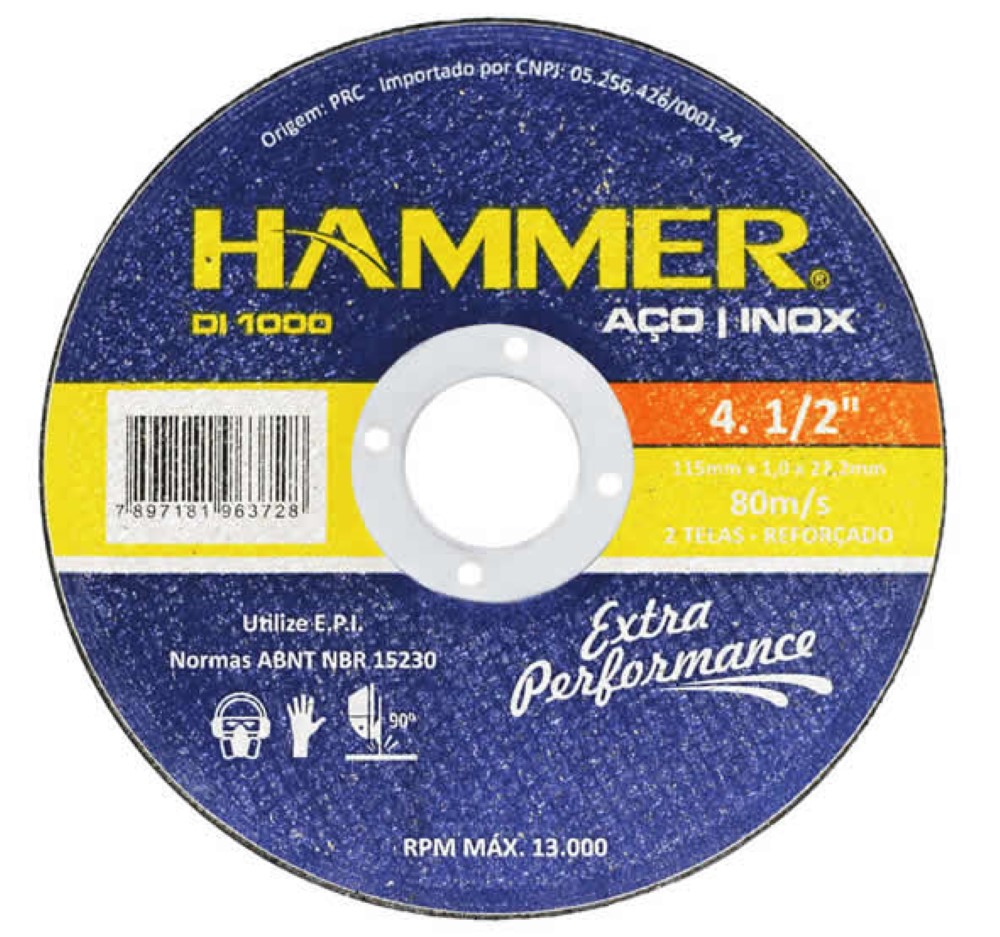 Origem: PRC - Importado por CNPJ: 05.256.426/0001-24
HAMMER®
DI 1000
AÇO | INOX
4. 1/2"
115mm x 1,0 x 22,2mm
80m/s
2 TELAS - REFORÇADO
7 897181 963728
Utilize E.P.I.
Normas ABNT NBR 15230
90º
Extra
Performance
RPM MÁX. 13.000